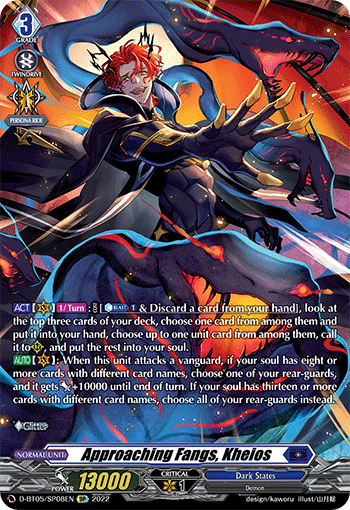 3
GRADE
TWINDRIVE
PERSONA RIDE
ACT【】1/Turn :【BLAST 1 & Discard a card from your hand】, look at
the top three cards of your deck, choose one card from among them and
put it into your hand, choose up to one unit card from among them, call
it to , and put the rest into your soul.
AUTO【】: When this unit attacks a vanguard, if your soul has eight or
more cards with different card names, choose one of your rear-guards,
and it gets +10000 until end of turn. If your soul has thirteen or more
cards with different card names, choose all of your rear-guards instead.
Glitter
NORMAL UNIT
Approaching Fangs, Kheios
POWER 13000
CRITICAL
1
Dark States
Demon
D-BT05/SP08EN SP 2022
design/kaworu illust/山月総